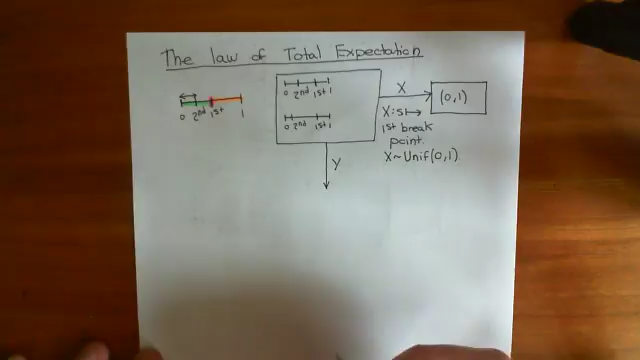 The law of Total Expectation
0 2nd 1st 1
0 2nd 1st 1
0 2nd 1st 1
X
(0,1)
X: s↦
1st break
point.
X~Unif(0,1)
Y